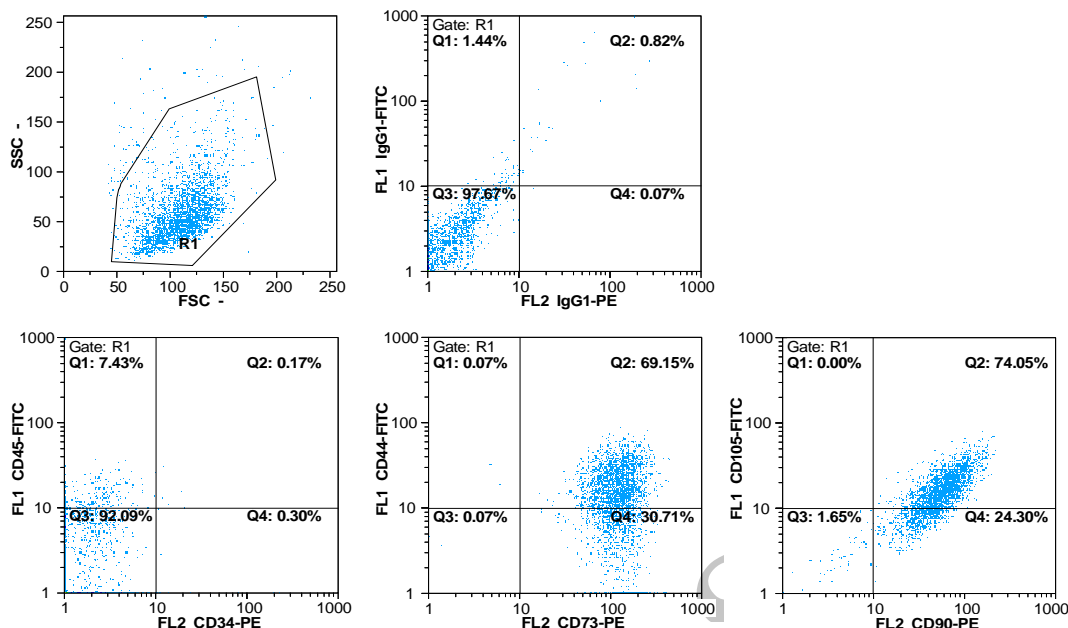 250
200
150
100
50
0
SSC -
R1
0 50 100 150 200 250
FSC -
Gate: R1
Q1: 1.44% Q2: 0.82%
Q3: 97.67% Q4: 0.07%
1000
100
10
1
FL1 IgG1-FITC
1 10 100 1000
FL2 IgG1-PE
Gate: R1
Q1: 7.43% Q2: 0.17%
Q3: 92.09% Q4: 0.30%
1000
100
10
1
FL1 CD45-FITC
1 10 100 1000
FL2 CD34-PE
Gate: R1
Q1: 0.07% Q2: 69.15%
Q3: 0.07% Q4: 30.71%
1000
100
10
1
FL1 CD44-FITC
1 10 100 1000
FL2 CD73-PE
Gate: R1
Q1: 0.00% Q2: 74.05%
Q3: 1.65% Q4: 24.30%
1000
100
10
1
FL1 CD105-FITC
1 10 100 1000
FL2 CD90-PE